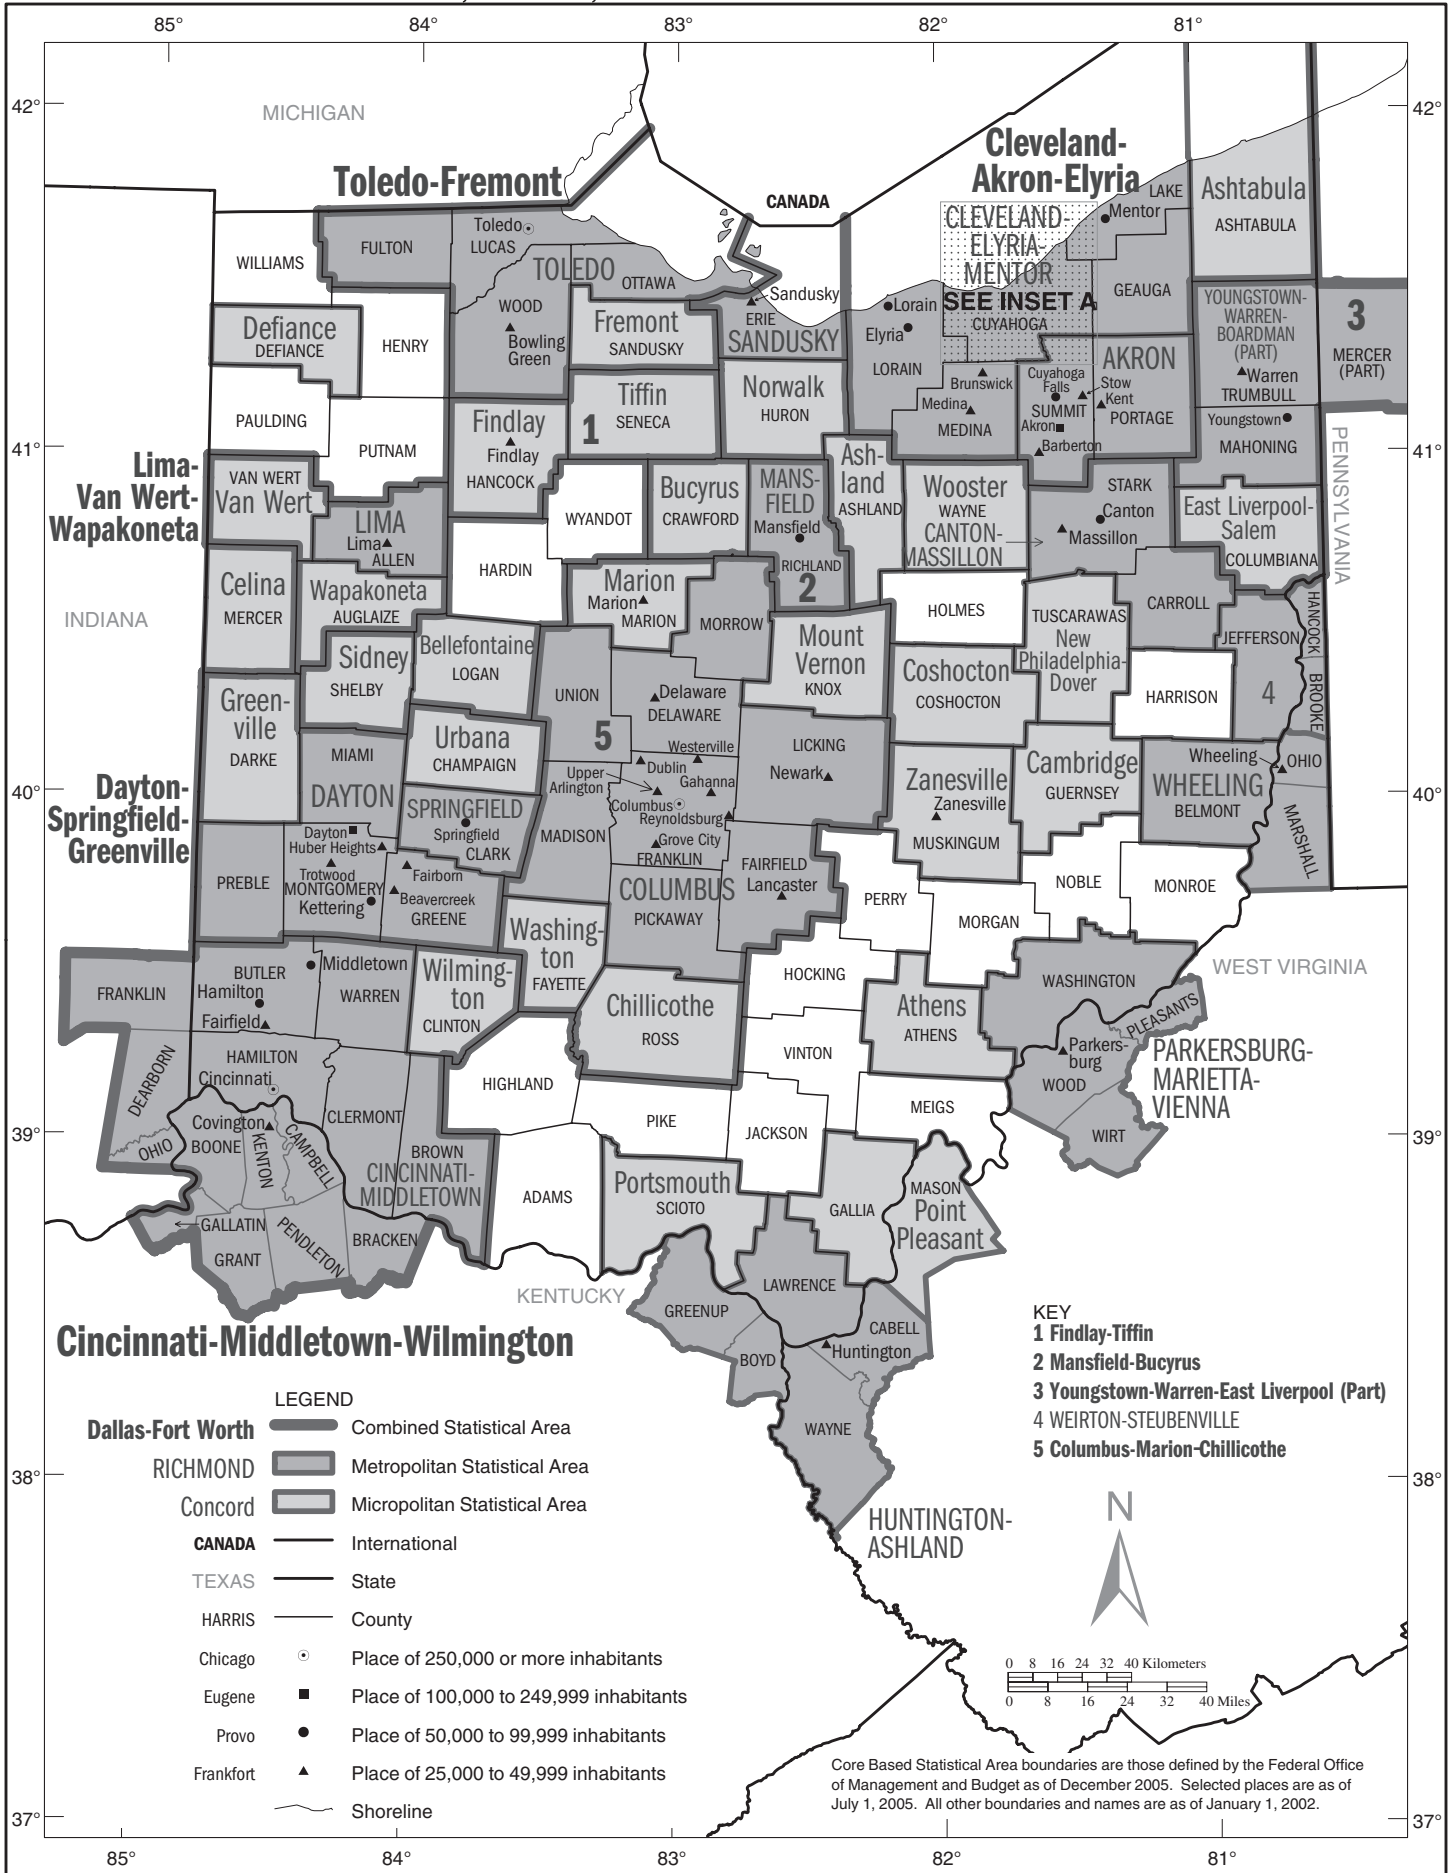 85°
84°
83°
82°
81°
42°
42°
MICHIGAN
Cleveland-
Akron-Elyria
Toledo-Fremont
CANADA
LAKE
Mentor
Ashtabula
ASHTABULA
CLEVELAND-
ELYRIA-
MENTOR
SEE INSET A
CUYAHOGA
GEAUGA
Toledo
LUCAS
FULTON
WILLIAMS
TOLEDO
OTTAWA
WOOD
Bowling
Green
Sandusky
ERIE
SANDUSKY
Fremont
SANDUSKY
Lorain
Elyria
LORAIN
YOUNGSTOWN-
WARREN-
BOARDMAN
(PART)
Warren
TRUMBULL
3
MERCER
(PART)
Defiance
DEFIANCE
HENRY
AKRON
Cuyahoga
Falls
Stow
Kent
SUMMIT
Akron
PORTAGE
Barberton
Brunswick
Medina
MEDINA
Tiffin
1
SENECA
Norwalk
HURON
Youngstown
MAHONING
PAULDING
PUTNAM
Findlay
Findlay
HANCOCK
41°
41°
Lima-
Van Wert-
Wapakoneta
VAN WERT
Van Wert
LIMA
Lima
ALLEN
WYANDOT
Bucyrus
CRAWFORD
MANS-
FIELD
Mansfield
RICHLAND
2
Ash-
land
ASHLAND
Wooster
WAYNE
CANTON-
MASSILLON
STARK
Canton
Massillon
East Liverpool-
Salem
COLUMBIANA
PENNSYLVANIA
Celina
MERCER
Wapakoneta
AUGLAIZE
HARDIN
Marion
Marion
MARION
MORROW
HOLMES
TUSCARAWAS
New
Philadelphia-
Dover
CARROLL
JEFFERSON
HANCOCK
INDIANA
Sidney
SHELBY
Bellefontaine
LOGAN
Mount
Vernon
KNOX
Coshocton
COSHOCTON
HARRISON
4
BROOKE
UNION
Delaware
DELAWARE
Green-
ville
DARKE
MIAMI
Urbana
CHAMPAIGN
5
Westerville
Dublin
Gahanna
Upper
Arlington
Columbus
Reynoldsburg
Grove City
FRANKLIN
LICKING
Newark
Zanesville
Zanesville
MUSKINGUM
Cambridge
GUERNSEY
Wheeling
OHIO
WHEELING
BELMONT
MARSHALL
40°
40°
Dayton-
Springfield-
Greenville
DAYTON
SPRINGFIELD
Springfield
CLARK
MADISON
Dayton
Huber Heights
Trotwood
MONTGOMERY
Kettering
Fairborn
Beavercreek
GREENE
PREBLE
FAIRFIELD
Lancaster
COLUMBUS
PICKAWAY
PERRY
MORGAN
NOBLE
MONROE
Washing-
ton
FAYETTE
HOCKING
WASHINGTON
WEST VIRGINIA
FRANKLIN
BUTLER
Hamilton
Fairfield
Middletown
WARREN
Wilming-
ton
CLINTON
Chillicothe
ROSS
Athens
ATHENS
PLEASANTS
Parkers-
burg
WOOD
WIRT
PARKERSBURG-
MARIETTA-
VIENNA
DEARBORN
HAMILTON
Cincinnati
VINTON
HIGHLAND
PIKE
JACKSON
MEIGS
39°
39°
OHIO
Covington
BOONE
KENTON
CAMPBELL
CLERMONT
BROWN
CINCINNATI-
MIDDLETOWN
ADAMS
Portsmouth
SCIOTO
GALLIA
MASON
Point
Pleasant
GALLATIN
GRANT
PENDLETON
BRACKEN
KENTUCKY
LAWRENCE
GREENUP
BOYD
CABELL
Huntington
WAYNE
Cincinnati-Middletown-Wilmington
KEY
1 Findlay-Tiffin
2 Mansfield-Bucyrus
3 Youngstown-Warren-East Liverpool (Part)
4 WEIRTON-STEUBENVILLE
5 Columbus-Marion-Chillicothe
LEGEND
Dallas-Fort Worth Combined Statistical Area
RICHMOND Metropolitan Statistical Area
Concord Micropolitan Statistical Area
CANADA International
TEXAS State
HARRIS County
Chicago Place of 250,000 or more inhabitants
Eugene Place of 100,000 to 249,999 inhabitants
Provo Place of 50,000 to 99,999 inhabitants
Frankfort Place of 25,000 to 49,999 inhabitants
Shoreline
38°
38°
HUNTINGTON-
ASHLAND
N
0 8 16 24 32 40 Kilometers
0 8 16 24 32 40 Miles
Core Based Statistical Area boundaries are those defined by the Federal Office
of Management and Budget as of December 2005. Selected places are as of
July 1, 2005. All other boundaries and names are as of January 1, 2002.
37°
37°
85°
84°
83°
82°
81°